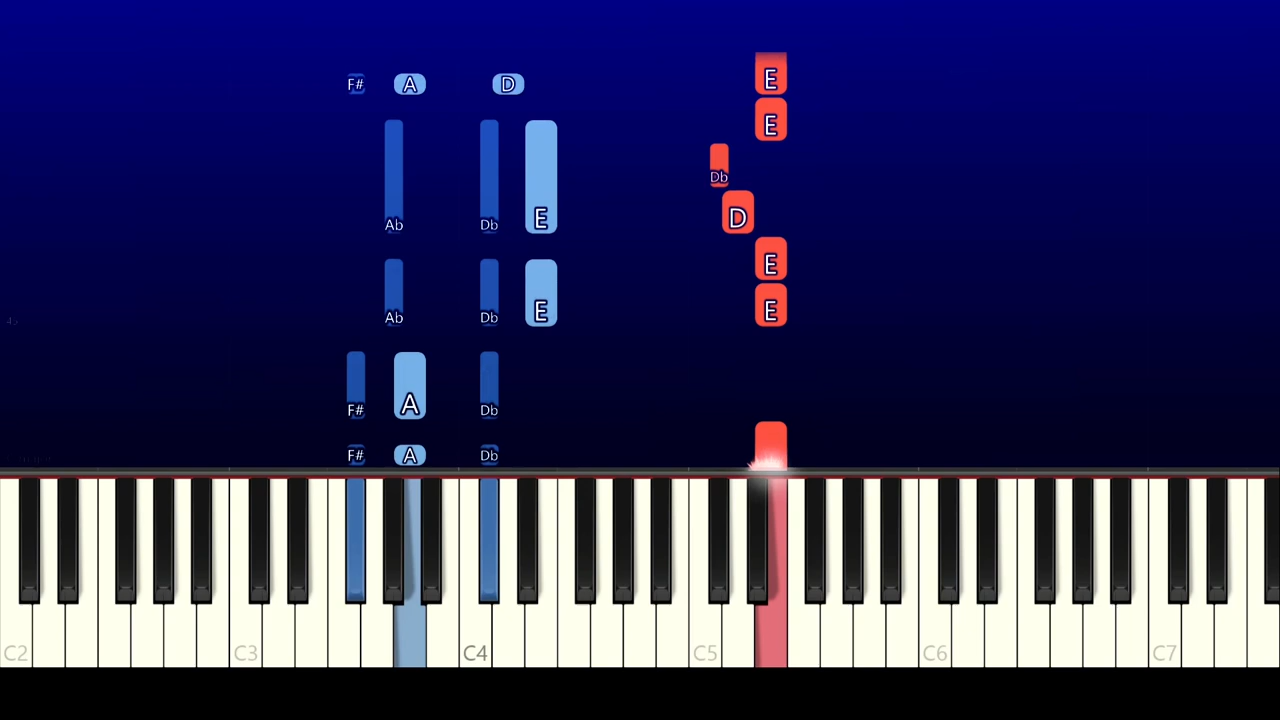 F# A D E
E
Db
Ab Db E D
E
Ab Db E E
F# A Db
F# A Db
C2 C3 C4 C5 C6 C7